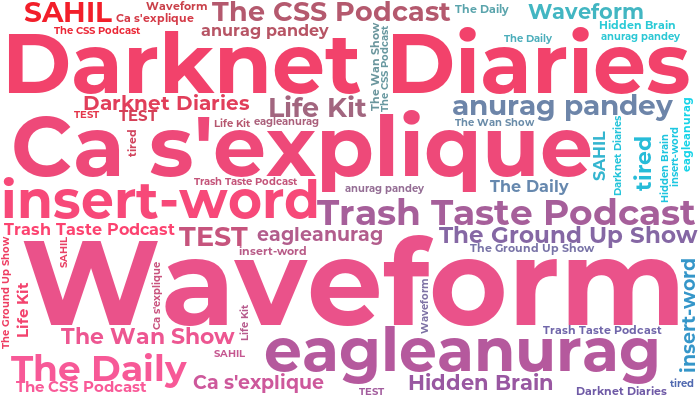 SAHIL
Ca s'explique
Waveform
The CSS Podcast
The Daily
Waveform
Hidden Brain
The CSS Podcast
anurag pandey
The Daily
anurag pandey
Darknet Diaries
The Wan Show
The CSS Podcast
Darknet Diaries
Life Kit
anurag pandey
TEST
TEST
Life Kit
eagleanurag
The Wan Show
Ca s'explique
tired
SAHIL
Darknet Diaries
tired
Hidden Brain
insert-word
eagleanurag
Trash Taste Podcast
anurag pandey
The Daily
insert-word
Trash Taste Podcast
Trash Taste Podcast
TEST
eagleanurag
The Ground Up Show
SAHIL
insert-word
The Ground Up Show
Waveform
The Ground Up Show
Life Kit
Ca s'explique
Life Kit
Waveform
insert-word
The Wan Show
Trash Taste Podcast
SAHIL
eagleanurag
The Daily
The CSS Podcast
Ca s'explique
TEST
Hidden Brain
Darknet Diaries
tired